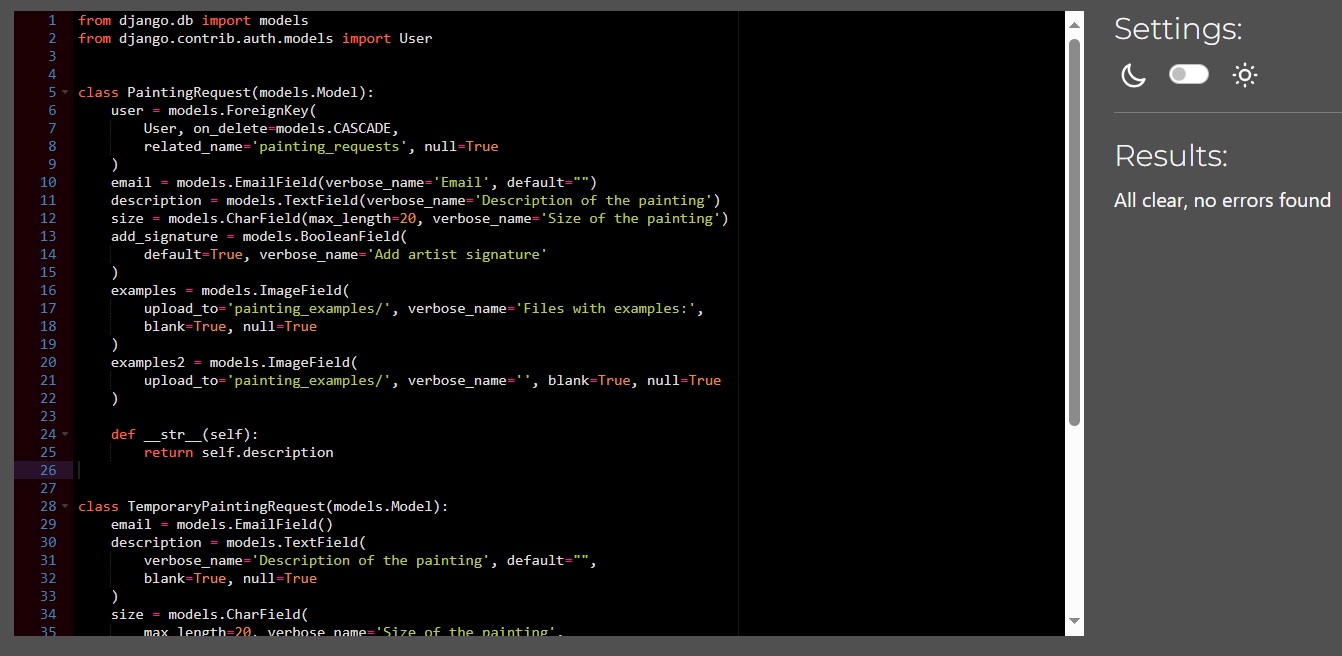 1 from django.db import models
2 from django.contrib.auth.models import User
3
4
5 class PaintingRequest(models.Model):
6 user = models.ForeignKey(
7 User, on_delete=models.CASCADE,
8 related_name='painting_requests', null=True
9 )
10 email = models.EmailField(verbose_name='Email', default="")
11 description = models.TextField(verbose_name='Description of the painting')
12 size = models.CharField(max_length=20, verbose_name='Size of the painting')
13 add_signature = models.BooleanField(
14 default=True, verbose_name='Add artist signature'
15 )
16 examples = models.ImageField(
17 upload_to='painting_examples/', verbose_name='Files with examples:',
18 blank=True, null=True
19 )
20 examples2 = models.ImageField(
21 upload_to='painting_examples/', verbose_name='', blank=True, null=True
22 )
23
24 def __str__(self):
25 return self.description
26
27
28 class TemporaryPaintingRequest(models.Model):
29 email = models.EmailField()
30 description = models.TextField(
31 verbose_name='Description of the painting', default="",
32 blank=True, null=True
33 )
34 size = models.CharField(
35 max_length=20, verbose_name='Size of the painting',
Settings:
Results:
All clear, no errors found